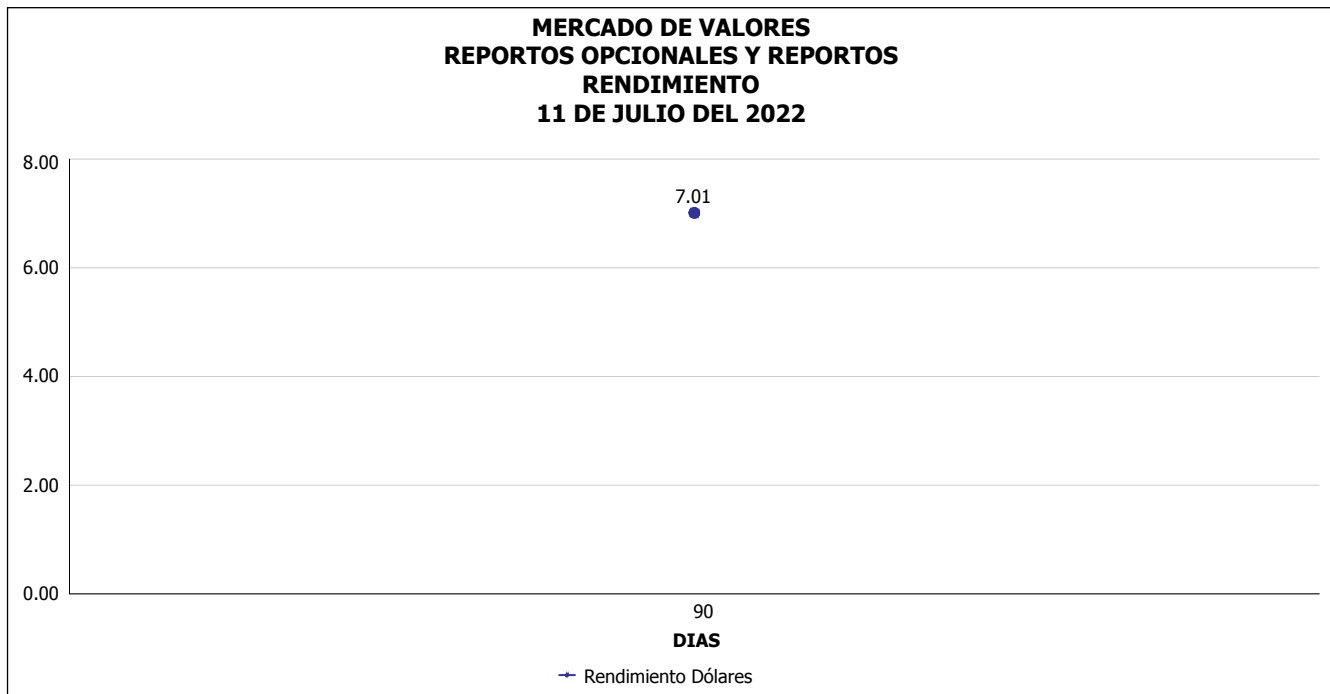 MERCADO DE VALORES
REPORTOS OPCIONALES Y REPORTOS
RENDIMIENTO
11 DE JULIO DEL 2022
8.00
7.01
6.00
4.00
2.00
0.00
90
DIAS
Rendimiento Dólares